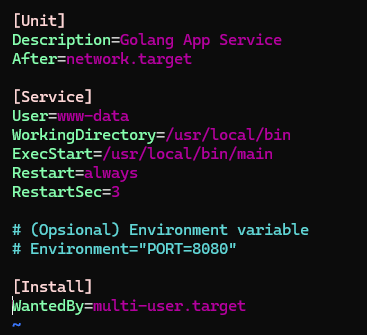 [Unit]
Description=Golang App Service
After=network.target

[Service]
User=www-data
WorkingDirectory=/usr/local/bin
ExecStart=/usr/local/bin/main
Restart=always
RestartSec=3

# (Opsional) Environment variable
# Environment="PORT=8080"

[Install]
WantedBy=multi-user.target
~